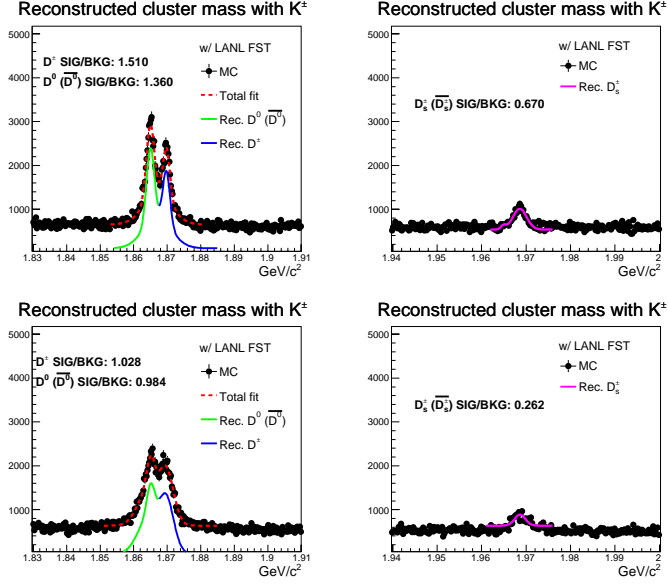 Reconstructed cluster mass with K±
D± SIG/BKG: 1.510
D⁰ (D̅⁰) SIG/BKG: 1.360
w/ LANL FST
MC
Total fit
Rec. D⁰ (D̅⁰)
Rec. D±
5000
4000
3000
2000
1000
1.83 1.84 1.85 1.86 1.87 1.88 1.89 1.9 1.91
GeV/c²
Reconstructed cluster mass with K±
w/ LANL FST
MC
Rec. Dₛ±
Dₛ± (D̅ₛ±) SIG/BKG: 0.670
5000
4000
3000
2000
1000
1.94 1.95 1.96 1.97 1.98 1.99 2
GeV/c²
Reconstructed cluster mass with K±
D± SIG/BKG: 1.028
D⁰ (D̅⁰) SIG/BKG: 0.984
w/ LANL FST
MC
Total fit
Rec. D⁰ (D̅⁰)
Rec. D±
5000
4000
3000
2000
1000
1.83 1.84 1.85 1.86 1.87 1.88 1.89 1.9 1.91
GeV/c²
Reconstructed cluster mass with K±
w/ LANL FST
MC
Rec. Dₛ±
Dₛ± (D̅ₛ±) SIG/BKG: 0.262
5000
4000
3000
2000
1000
1.94 1.95 1.96 1.97 1.98 1.99 2
GeV/c²